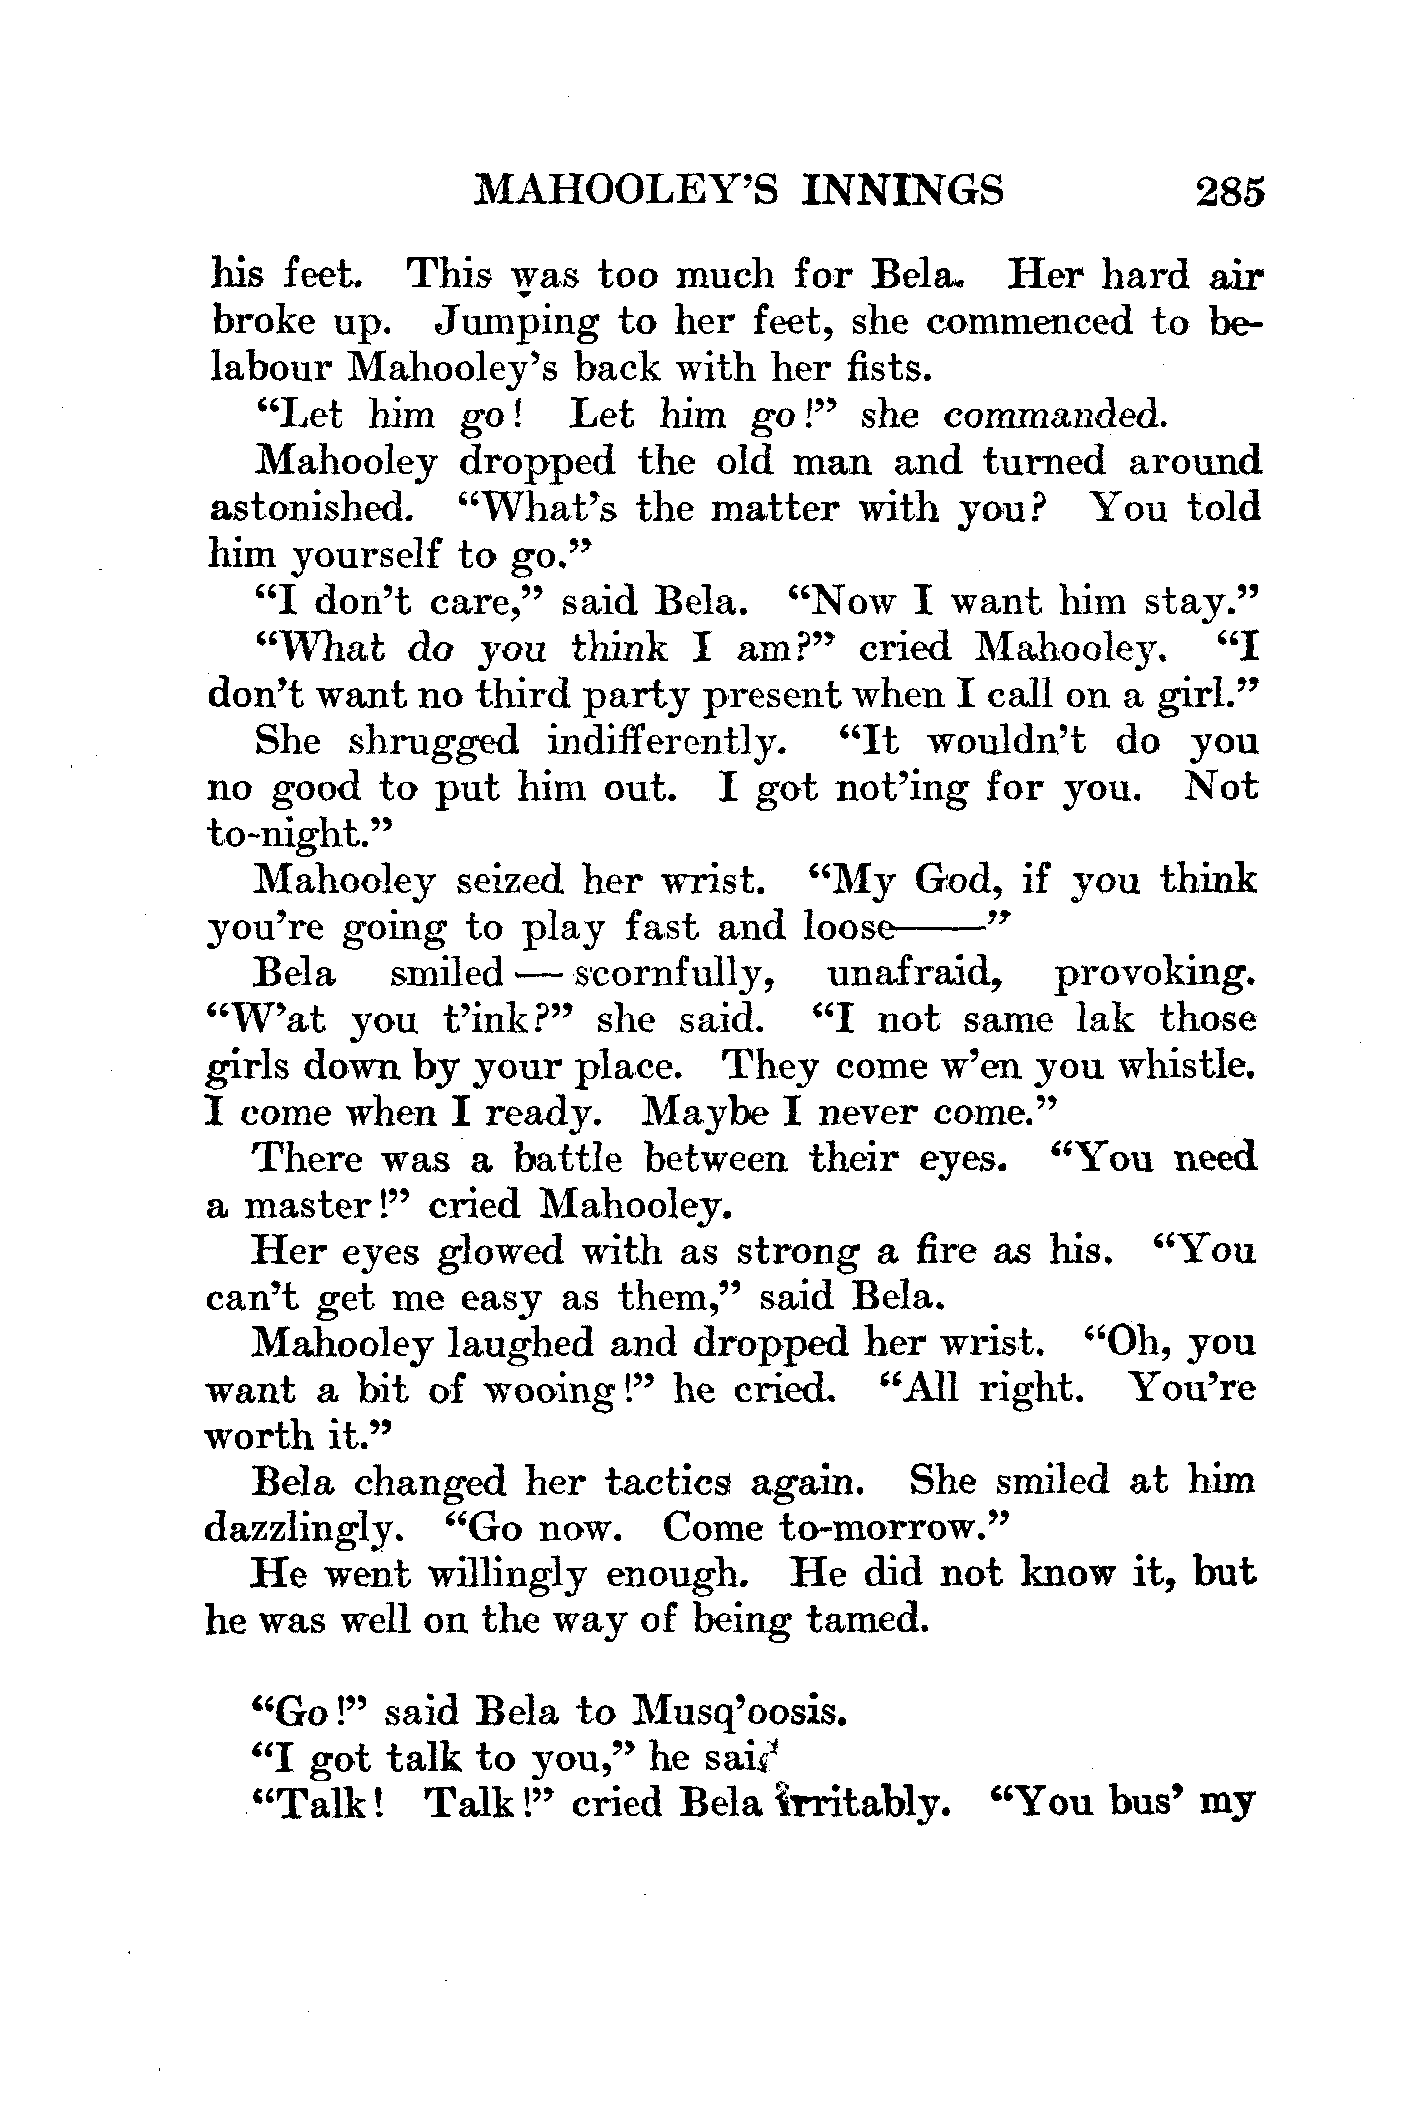 MAHOOLEY'S INNINGS 285
his feet. This was too much for Bela. Her hard air
broke up. Jumping to her feet, she commenced to be-
labour Mahooley's back with her fists.
“Let him go! Let him go!” she commanded.
Mahooley dropped the old man and turned around
astonished. “What's the matter with you? You told
him yourself to go.”
“I don't care,” said Bela. “Now I want him stay.”
“What do you think I am?” cried Mahooley. “I
don't want no third party present when I call on a girl.”
She shrugged indifferently. “It wouldn't do you
no good to put him out. I got not'ing for you. Not
to-night.”
Mahooley seized her wrist. “My God, if you think
you're going to play fast and loose——”
Bela smiled — scornfully, unafraid, provoking.
“W'at you t'ink?” she said. “I not same lak those
girls down by your place. They come w'en you whistle.
I come when I ready. Maybe I never come.”
There was a battle between their eyes. “You need
a master!” cried Mahooley.
Her eyes glowed with as strong a fire as his. “You
can't get me easy as them,” said Bela.
Mahooley laughed and dropped her wrist. “Oh, you
want a bit of wooing!” he cried. “All right. You're
worth it.”
Bela changed her tactics again. She smiled at him
dazzlingly. “Go now. Come to-morrow.”
He went willingly enough. He did not know it, but
he was well on the way of being tamed.
“Go!” said Bela to Musq'oosis.
“I got talk to you,” he said
“Talk! Talk!” cried Bela irritably. “You bus' my